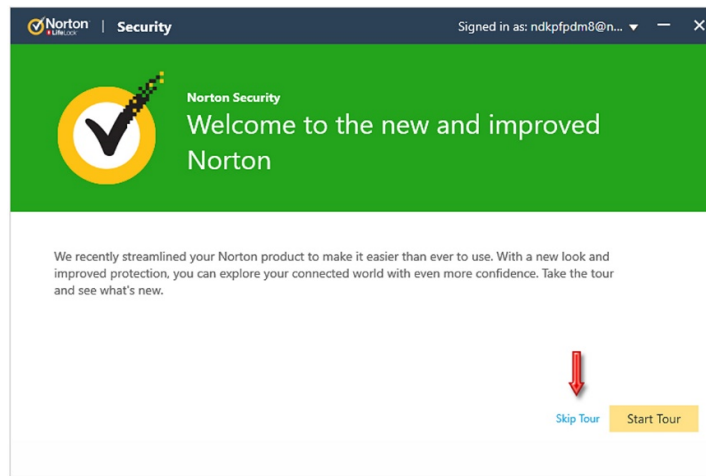 Norton | Security
LifeLock
Signed in as: ndkpfpdm8@n...
Norton Security
Welcome to the new and improved
Norton
We recently streamlined your Norton product to make it easier than ever to use. With a new look and
improved protection, you can explore your connected world with even more confidence. Take the tour
and see what's new.
Skip Tour
Start Tour